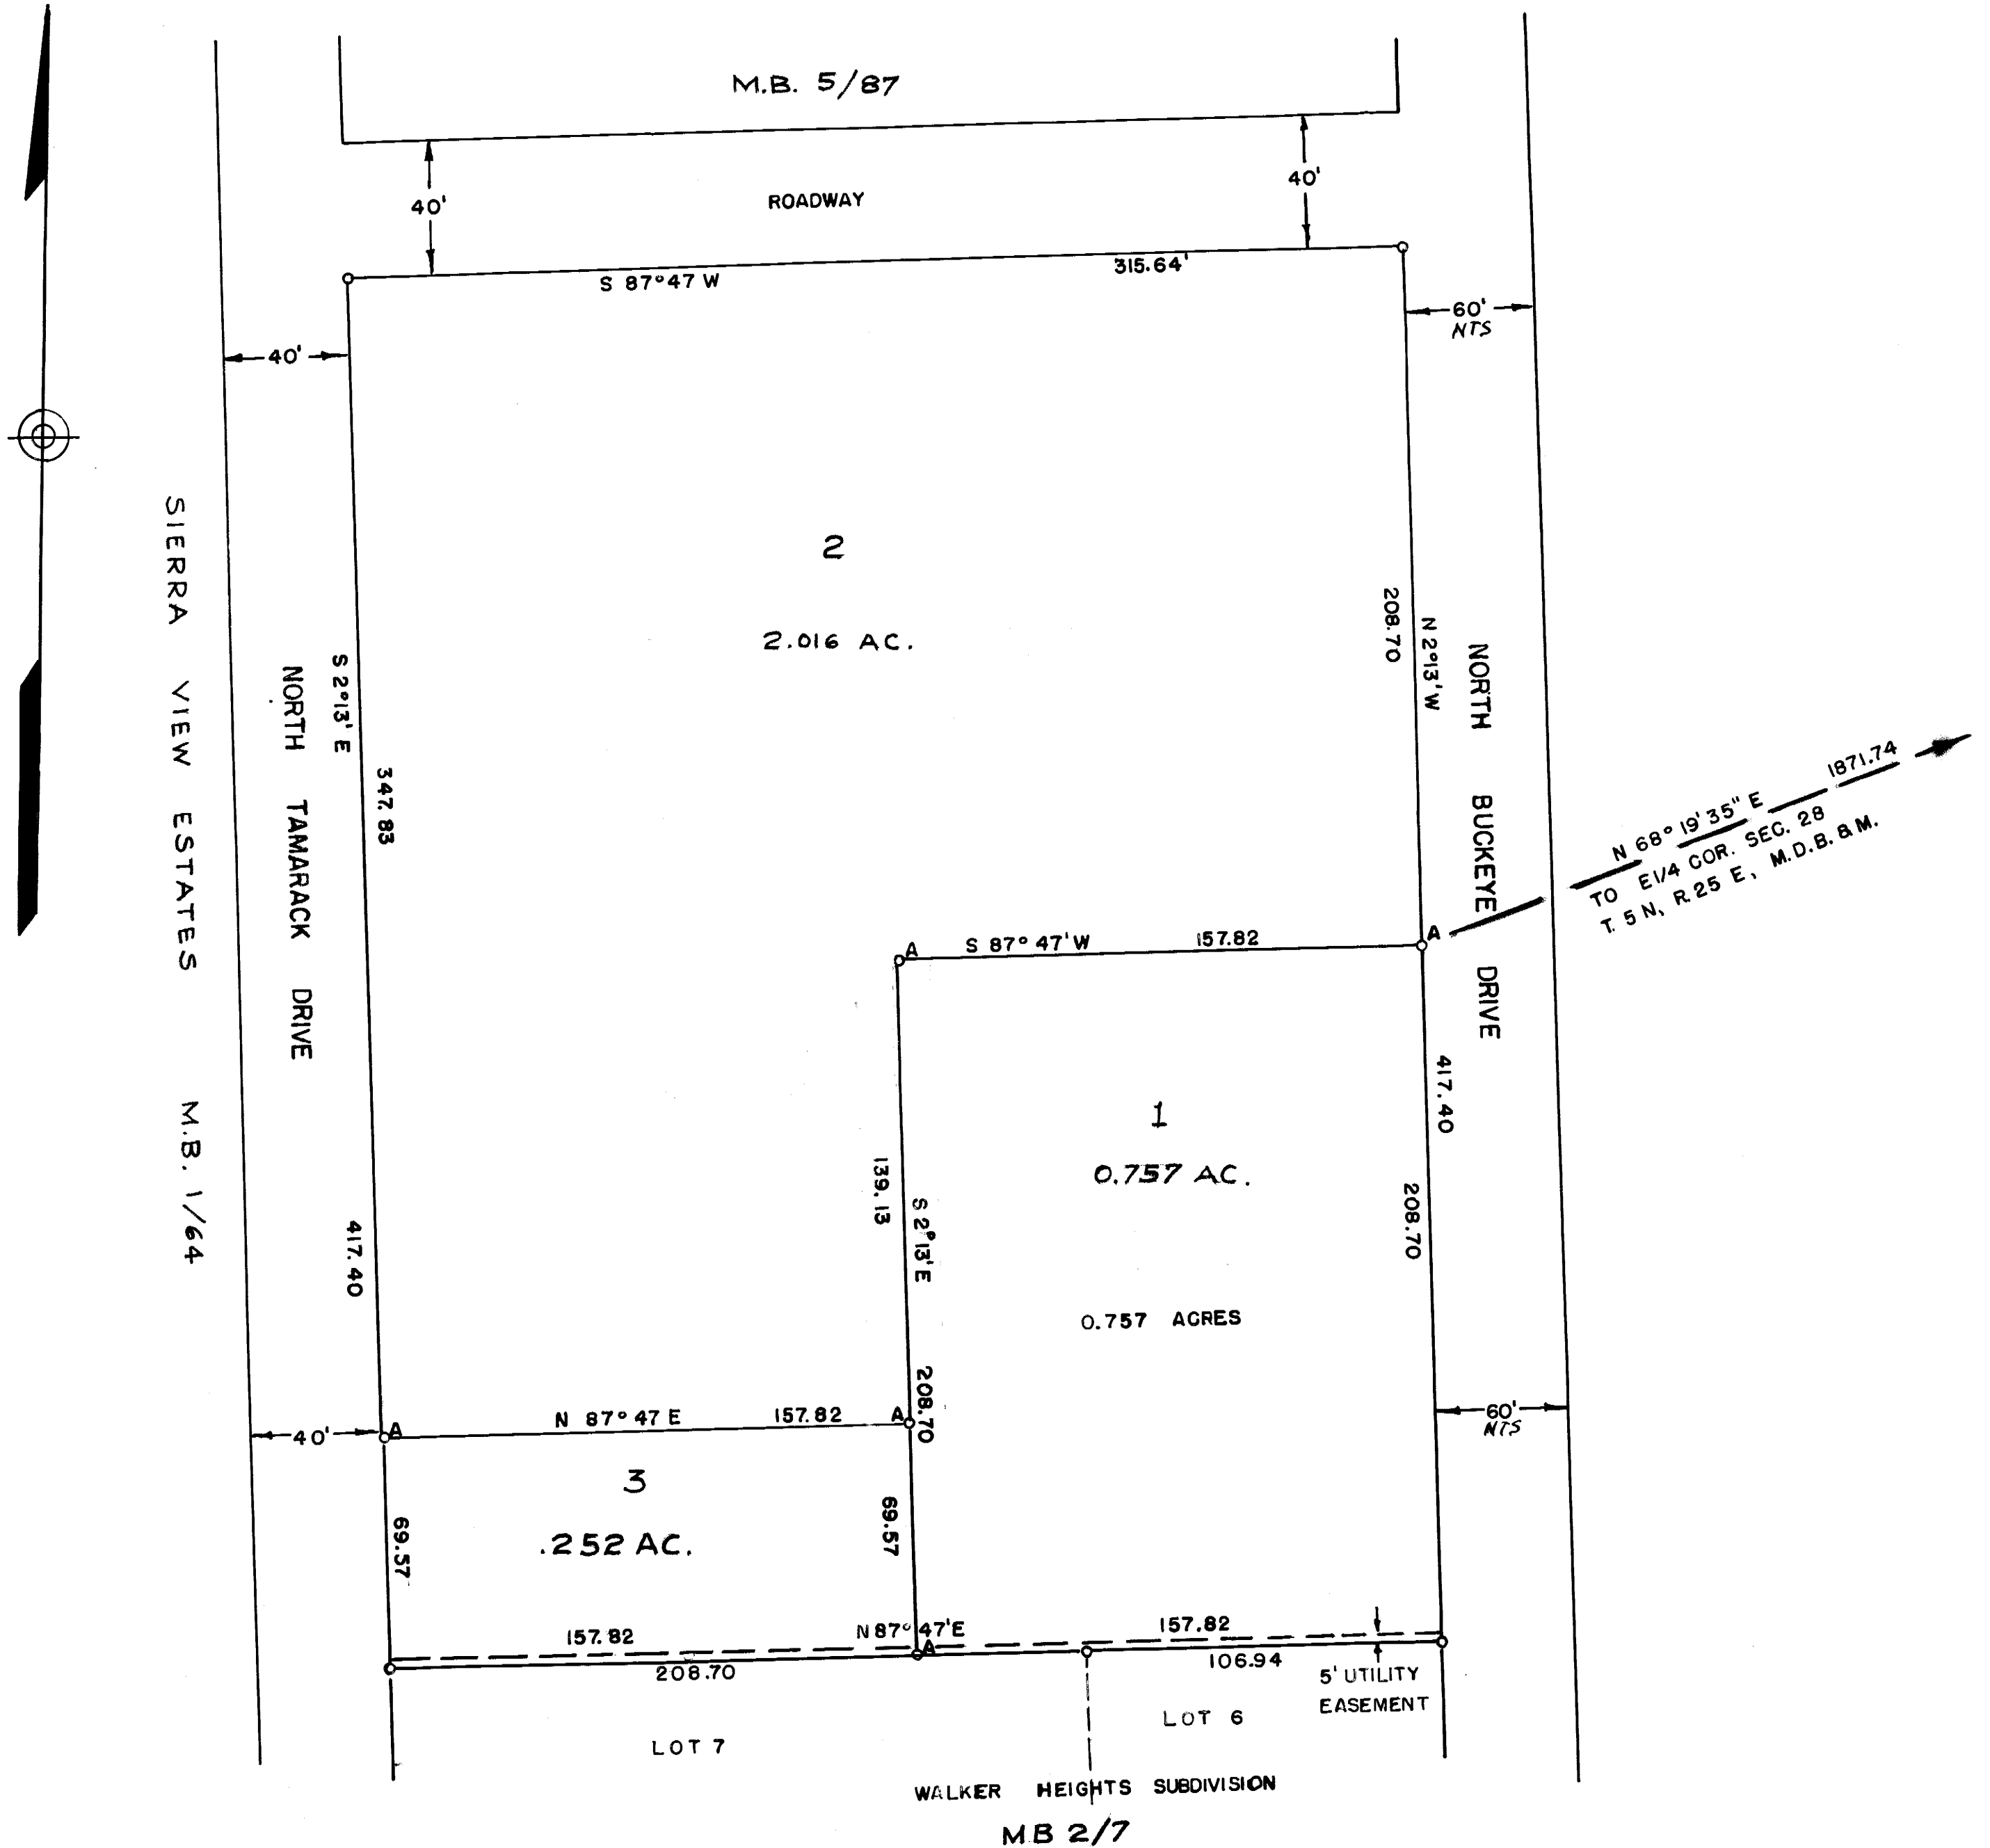 M.B. 5/87
40'
ROADWAY
40'
S 87°47 W
315.64'
60'
NTS
40'
SIERRA VIEW ESTATES M.B. 1/64
NORTH TAMARACK DRIVE
S 2°13' E
347.83
417.40
2
2.016 AC.
208.70
N 2°13' W
NORTH BUCKEYE DRIVE
N 68° 19' 35" E 1871.74
TO E1/4 COR. SEC. 28
T. 5 N, R. 25 E, M.D.B. & M.
A
S 87° 47' W
157.82
A
417.40
1
0.757 AC.
139.13
S 2°13' E
208.70
208.70
0.757 ACRES
40'
A
N 87° 47 E
157.82
A
60'
NTS
3
.252 AC.
69.57
69.57
157.82
N 87° 47' E
157.82
A
208.70
106.94
5' UTILITY
EASEMENT
LOT 7
LOT 6
WALKER HEIGHTS SUBDIVISION
MB 2/7